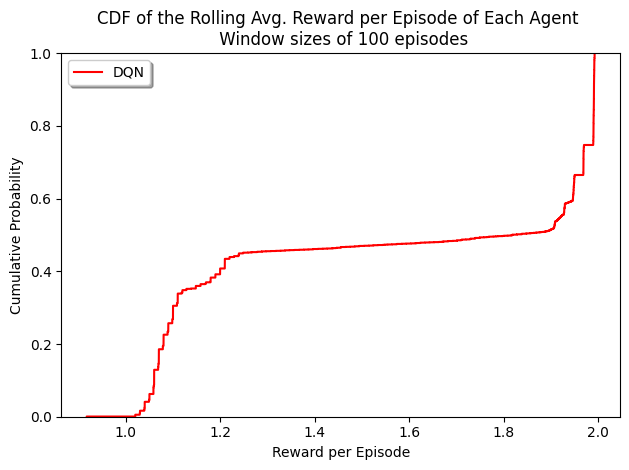 CDF of the Rolling Avg. Reward per Episode of Each Agent
Window sizes of 100 episodes
DQN
Cumulative Probability
1.0
0.8
0.6
0.4
0.2
0.0
1.0 1.2 1.4 1.6 1.8 2.0
Reward per Episode